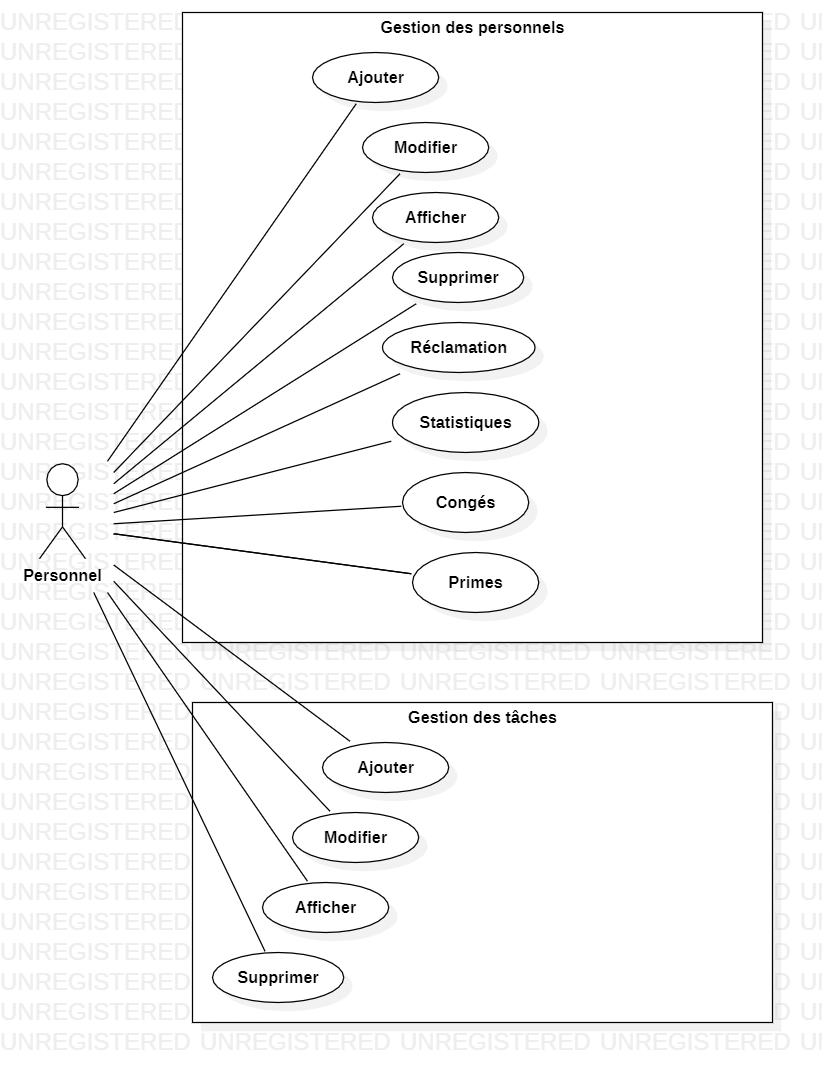 Gestion des personnels
Ajouter
Modifier
Afficher
Supprimer
Réclamation
Statistiques
Congés
Primes
Personnel
Gestion des tâches
Ajouter
Modifier
Afficher
Supprimer
UNREGISTERED UNREGISTERED UNREGISTERED UNREGISTERED